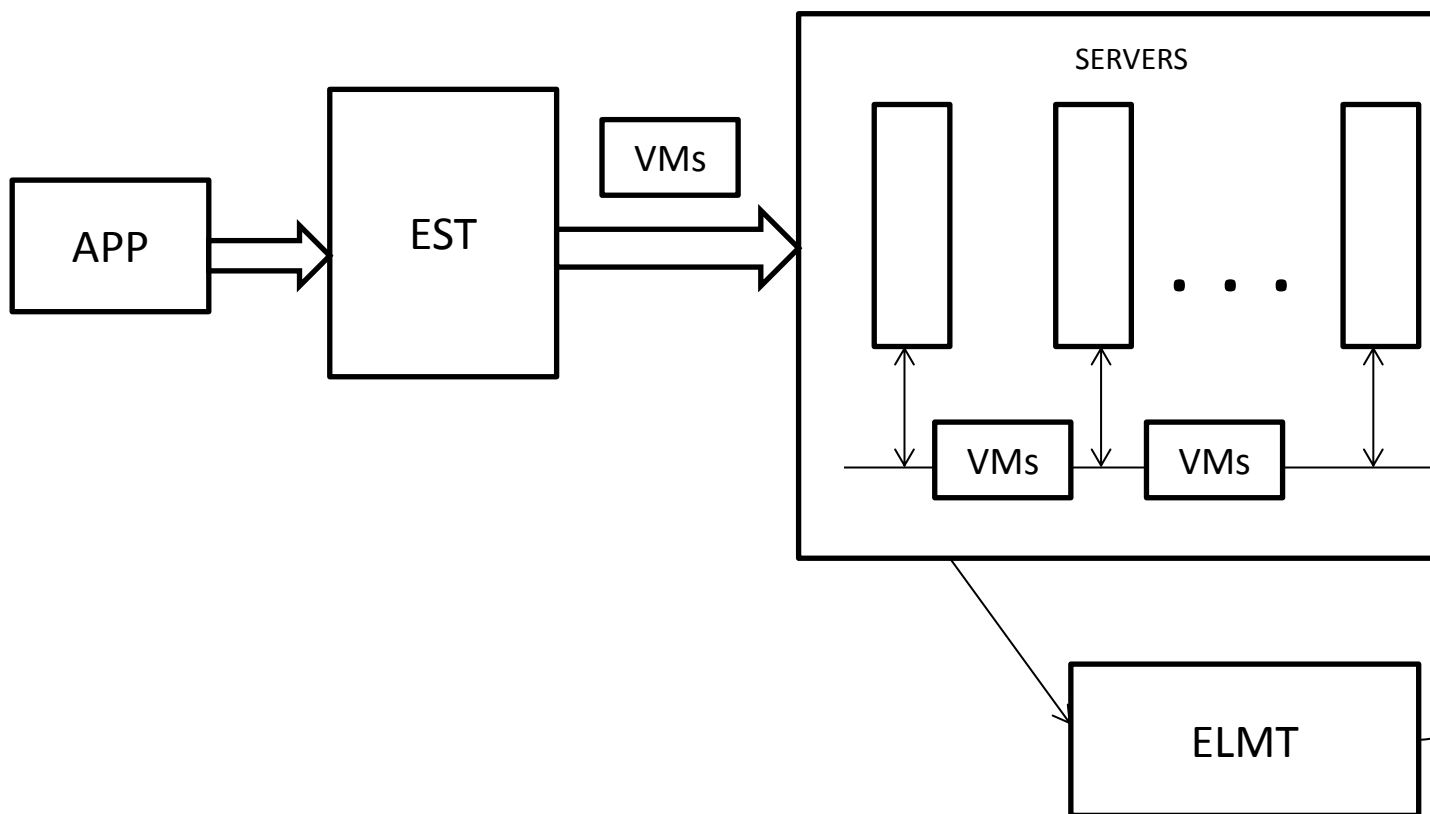 SERVERS
VMs
APP
EST
. . .
VMs
VMs
ELMT